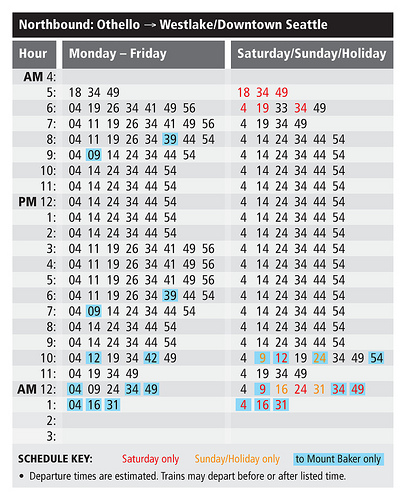 Northbound: Othello → Westlake/Downtown Seattle
Hour Monday – Friday Saturday/Sunday/Holiday
AM 4:
5: 18 34 49 18 34 49
6: 04 19 26 34 41 49 56 4 19 33 34 49
7: 04 11 19 26 34 41 49 56 4 19 34 49
8: 04 11 19 26 34 39 44 54 4 14 24 34 44 54
9: 04 09 14 24 34 44 54 4 14 24 34 44 54
10: 04 14 24 34 44 54 4 14 24 34 44 54
11: 04 14 24 34 44 54 4 14 24 34 44 54
PM 12: 04 14 24 34 44 54 4 14 24 34 44 54
1: 04 14 24 34 44 54 4 14 24 34 44 54
2: 04 14 24 34 44 54 4 14 24 34 44 54
3: 04 11 19 26 34 41 49 56 4 14 24 34 44 54
4: 04 11 19 26 34 41 49 56 4 14 24 34 44 54
5: 04 11 19 26 34 41 49 56 4 14 24 34 44 54
6: 04 11 19 26 34 39 44 54 4 14 24 34 44 54
7: 04 09 14 24 34 44 54 4 14 24 34 44 54
8: 04 14 24 34 44 54 4 14 24 34 44 54
9: 04 14 24 34 44 54 4 14 24 34 44 54
10: 04 12 19 34 42 49 4 9 12 19 24 34 49 54
11: 04 19 34 49 4 19 34 49
AM 12: 04 09 24 34 49 4 9 16 24 31 34 49
1: 04 16 31 4 16 31
2:
3:
SCHEDULE KEY: Saturday only Sunday/Holiday only to Mount Baker only
• Departure times are estimated. Trains may depart before or after listed time.